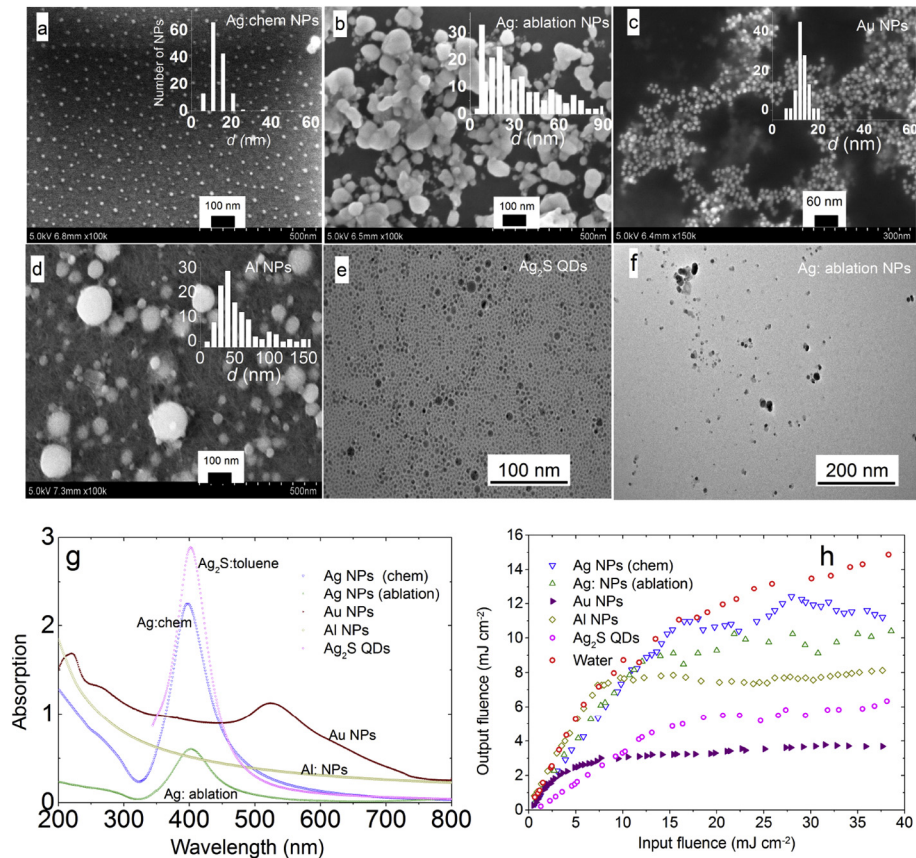 a
Ag:chem NPs
Number of NPs
60
40
20
0
0 20 40 60
d (nm)
100 nm
5.0kV 6.8mm x100k 500nm
b
Ag: ablation NPs
30
20
10
0
0 30 60 90
d (nm)
100 nm
5.0kV 6.5mm x100k 500nm
c
Au NPs
40
20
0
0 20 40 60
d (nm)
60 nm
5.0kV 6.4mm x150k 300nm
d
Al NPs
30
20
10
0
0 50 100 150
d (nm)
100 nm
5.0kV 7.3mm x100k 500nm
e
Ag₂S QDs
100 nm
f
Ag: ablation NPs
200 nm
g
Ag₂S:toluene
Ag:chem
Ag NPs (chem)
Ag NPs (ablation)
Au NPs
Al NPs
Ag₂S QDs
Au NPs
Al: NPs
Ag: ablation
Absorption
3
2
1
0
200 300 400 500 600 700 800
Wavelength (nm)
h
Ag NPs (chem)
Ag: NPs (ablation)
Au NPs
Al NPs
Ag₂S QDs
Water
Output fluence (mJ cm⁻²)
16
14
12
10
8
6
4
2
0
0 5 10 15 20 25 30 35 40
Input fluence (mJ cm⁻²)